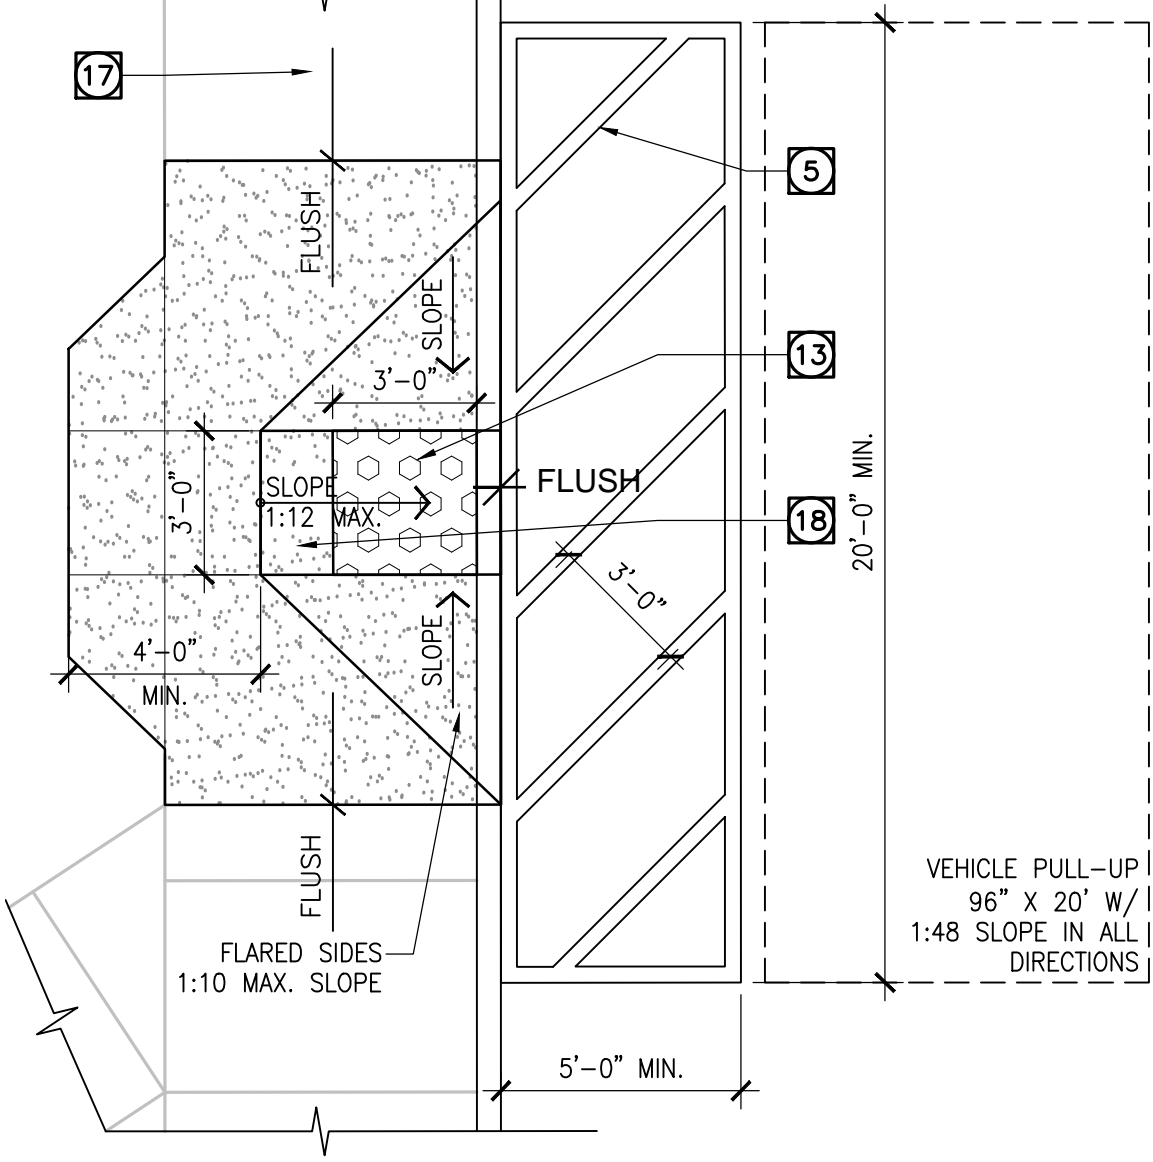 17
5
FLUSH
SLOPE
13
3'-0"
FLUSH
SLOPE
1:12 MAX.
3'-0"
18
20'-0" MIN.
3'-0"
SLOPE
4'-0"
MIN.
FLUSH
VEHICLE PULL-UP
96" X 20' W/
1:48 SLOPE IN ALL
DIRECTIONS
FLARED SIDES
1:10 MAX. SLOPE
5'-0" MIN.